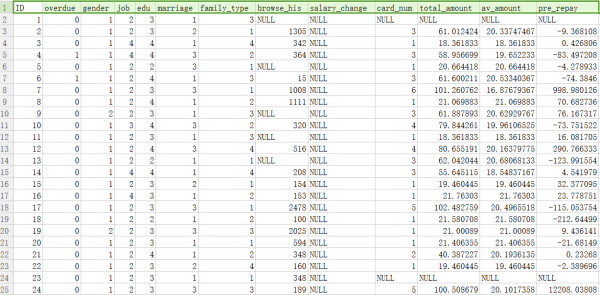 1 ID overdue gender job edu marriage family_type browse_his salary_change card_num total_amount av_amount pre_repay
2 1 0 1 2 3 1 3 NULL NULL NULL NULL NULL NULL
3 2 0 1 2 3 2 1 1305 NULL 3 61.012424 20.33747467 -9.368108
4 3 0 1 4 4 1 4 342 NULL 1 18.361833 18.361833 0.426806
5 4 1 1 4 4 3 2 364 NULL 3 58.956699 19.652233 -83.497208
6 5 0 1 2 2 3 1 NULL NULL 1 20.664418 20.664418 -4.278933
7 6 1 1 2 3 1 3 15 NULL 3 61.600211 20.53340367 -74.3846
8 7 0 1 2 3 1 3 1008 NULL 6 101.260762 16.87679367 998.980126
9 8 0 1 2 4 2 2 1111 NULL 1 21.069883 21.069883 70.682736
10 9 0 2 2 3 1 3 NULL NULL 3 61.887893 20.62929767 76.167317
11 10 0 1 3 4 3 2 320 NULL 4 79.844261 19.96106525 -73.751522
12 11 0 1 2 3 1 3 NULL NULL 1 18.361833 18.361833 16.081705
13 12 0 1 4 3 3 4 516 NULL 4 80.655191 20.16379775 290.766333
14 13 0 1 2 2 1 1 NULL NULL 3 62.042044 20.68068133 -123.991554
15 14 0 1 4 4 1 4 208 NULL 3 55.645115 18.54837167 4.541979
16 15 0 1 2 3 2 1 154 NULL 1 19.460445 19.460445 32.377095
17 16 0 1 4 3 1 2 153 NULL 1 21.76303 21.76303 23.778751
18 17 0 1 2 3 1 3 2478 NULL 5 102.482759 20.4965518 -115.053754
19 18 0 1 2 2 1 2 100 NULL 1 21.580708 21.580708 -212.64499
20 19 0 2 2 3 3 3 2025 NULL 1 21.00089 21.00089 9.436141
21 20 0 1 2 3 3 1 594 NULL 1 21.406355 21.406355 -21.68149
22 21 0 1 2 4 1 2 348 NULL 2 40.387227 20.1936135 0.23268
23 22 0 1 2 4 2 4 160 NULL 1 19.460445 19.460445 -2.389696
24 23 0 1 2 3 1 1 348 NULL NULL NULL NULL NULL
25 24 0 1 2 3 3 3 189 NULL 5 100.508679 20.1017358 12208.03808